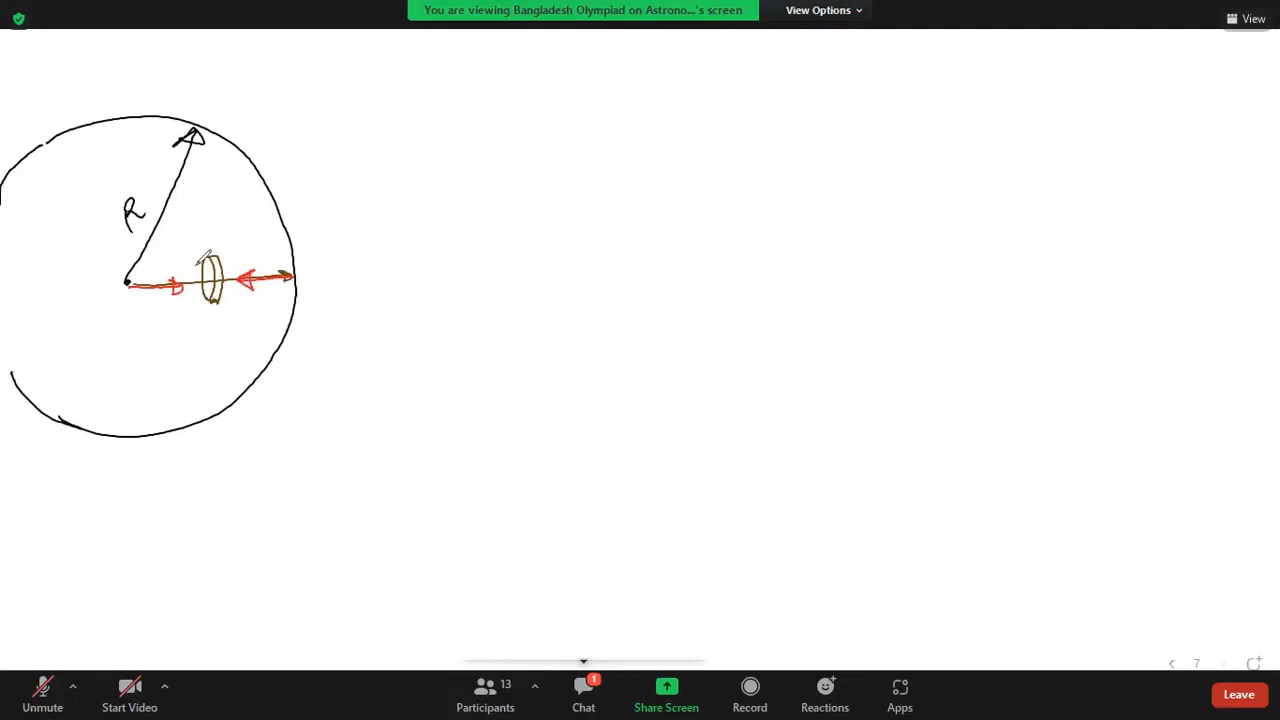 You are viewing Bangladesh Olympiad on Astrono...'s screen
View Options
View
R
7
Unmute
Start Video
13
Participants
1
Chat
Share Screen
Record
Reactions
Apps
Leave